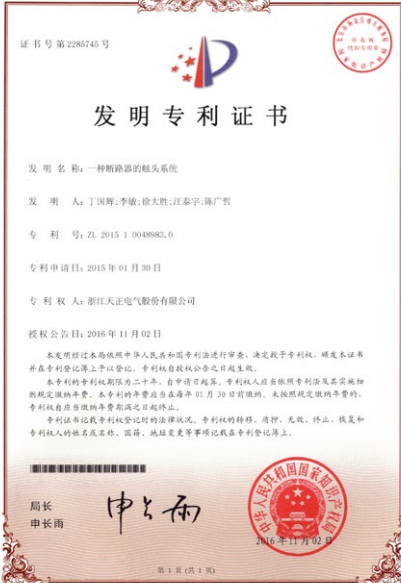 证书号第2285745号
发明专利证书
发 明 名 称：一种断路器的触头系统
发 明 人：丁国辉;李敏;徐大胜;汪泰宇;陈广哲
专 利 号：ZL 2015 1 0048983.0
专利申请日：2015年01月30日
专 利 权 人：浙江天正电气股份有限公司
授权公告日：2016年11月02日
本发明经过本局依照中华人民共和国专利法进行审查，决定授予专利权，颁发本证书
并在专利登记簿上予以登记。专利权自授权公告之日起生效。
本专利的专利权期限为二十年，自申请日起算。专利权人应当依照专利法及其实施细
则规定缴纳年费。本专利的年费应当在每年01月30日前缴纳。未按照规定缴纳年费的，
专利权自应当缴纳年费期满之日起终止。
专利证书记载专利权登记时的法律状况。专利权的转移、质押、无效、终止、恢复和
专利权人的姓名或名称、国籍、地址变更等事项记载在专利登记簿上。
局长
申长雨
申长雨
中华人民共和国国家知识产权局
2016年11月02日
第 1 页 (共 1 页)